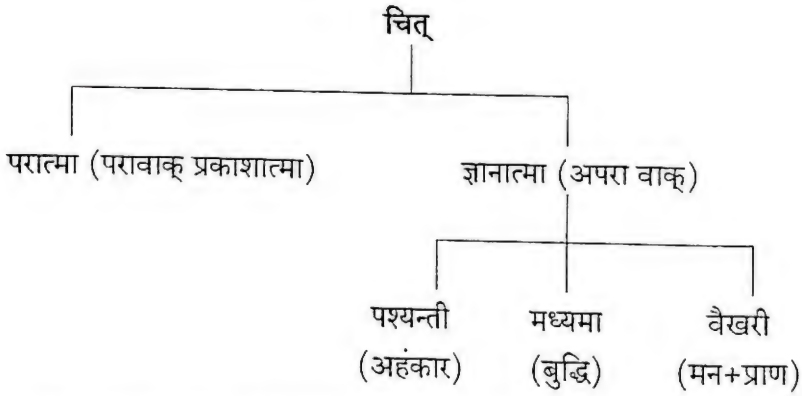 चित्
परात्मा (परावाक् प्रकाशात्मा) ज्ञानात्मा (अपरा वाक्)
पश्यन्ती मध्यमा वैखरी
(अहंकार) (बुद्धि) (मन+प्राण)